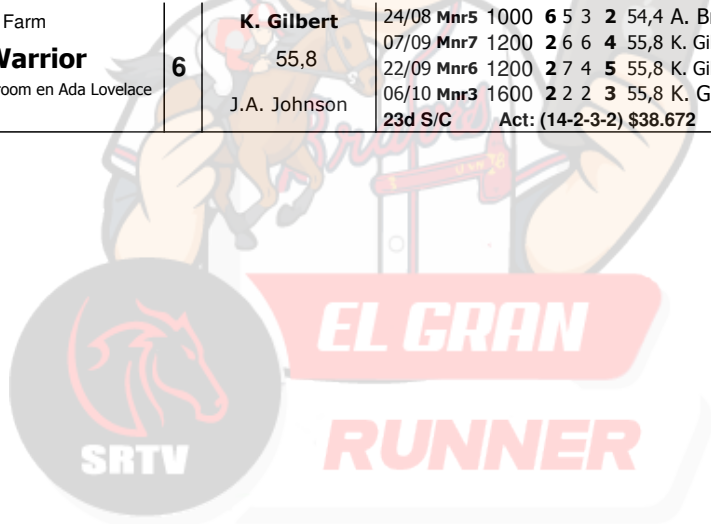 Farm
Warrior
room en Ada Lovelace
6
K. Gilbert
55,8
J.A. Johnson
24/08 Mnr5 1000 6 5 3 2 54,4 A. B
07/09 Mnr7 1200 2 6 6 4 55,8 K. Gi
22/09 Mnr6 1200 2 7 4 5 55,8 K. Gi
06/10 Mnr3 1600 2 2 2 3 55,8 K. G
23d S/C Act: (14-2-3-2) $38.672
Braves
EL GRAN
RUNNER
SRTV